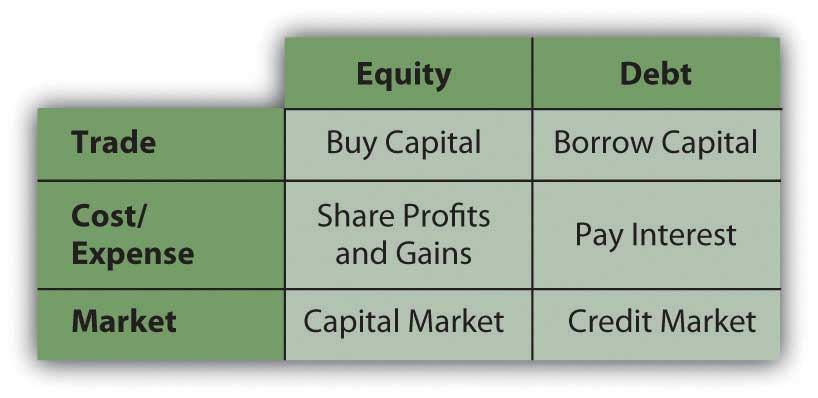 Equity Debt
Trade Buy Capital Borrow Capital
Cost/
Expense Share Profits
and Gains Pay Interest
Market Capital Market Credit Market